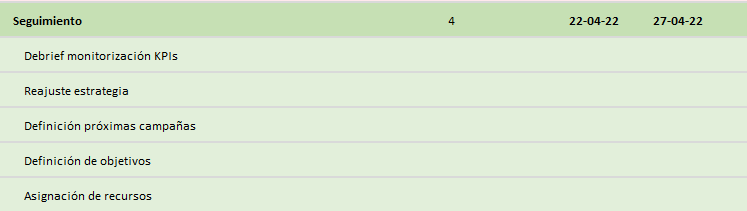 Seguimiento 4 22-04-22 27-04-22
Debrief monitorización KPIs
Reajuste estrategia
Definición próximas campañas
Definición de objetivos
Asignación de recursos